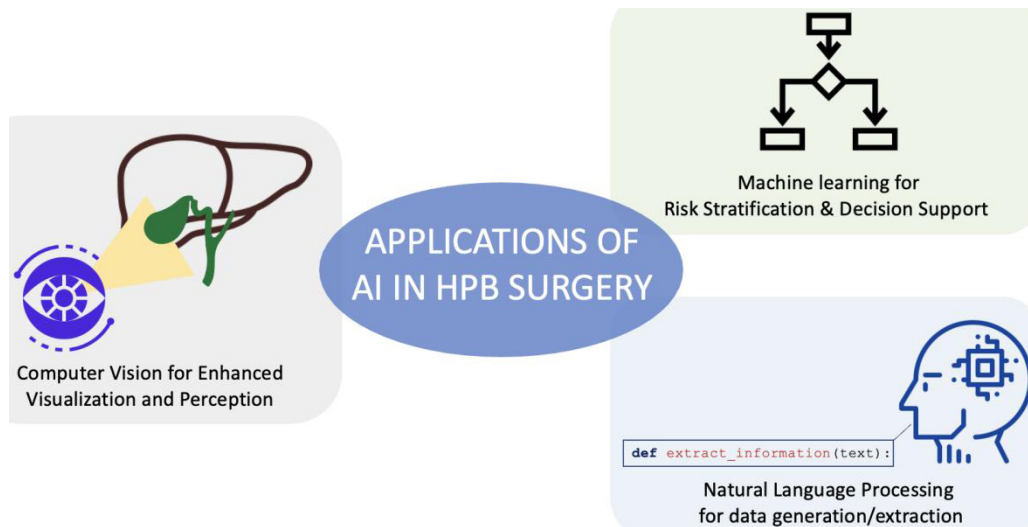 APPLICATIONS OF
AI IN HPB SURGERY
Computer Vision for Enhanced
Visualization and Perception
Machine learning for
Risk Stratification & Decision Support
def extract_information(text):
Natural Language Processing
for data generation/extraction